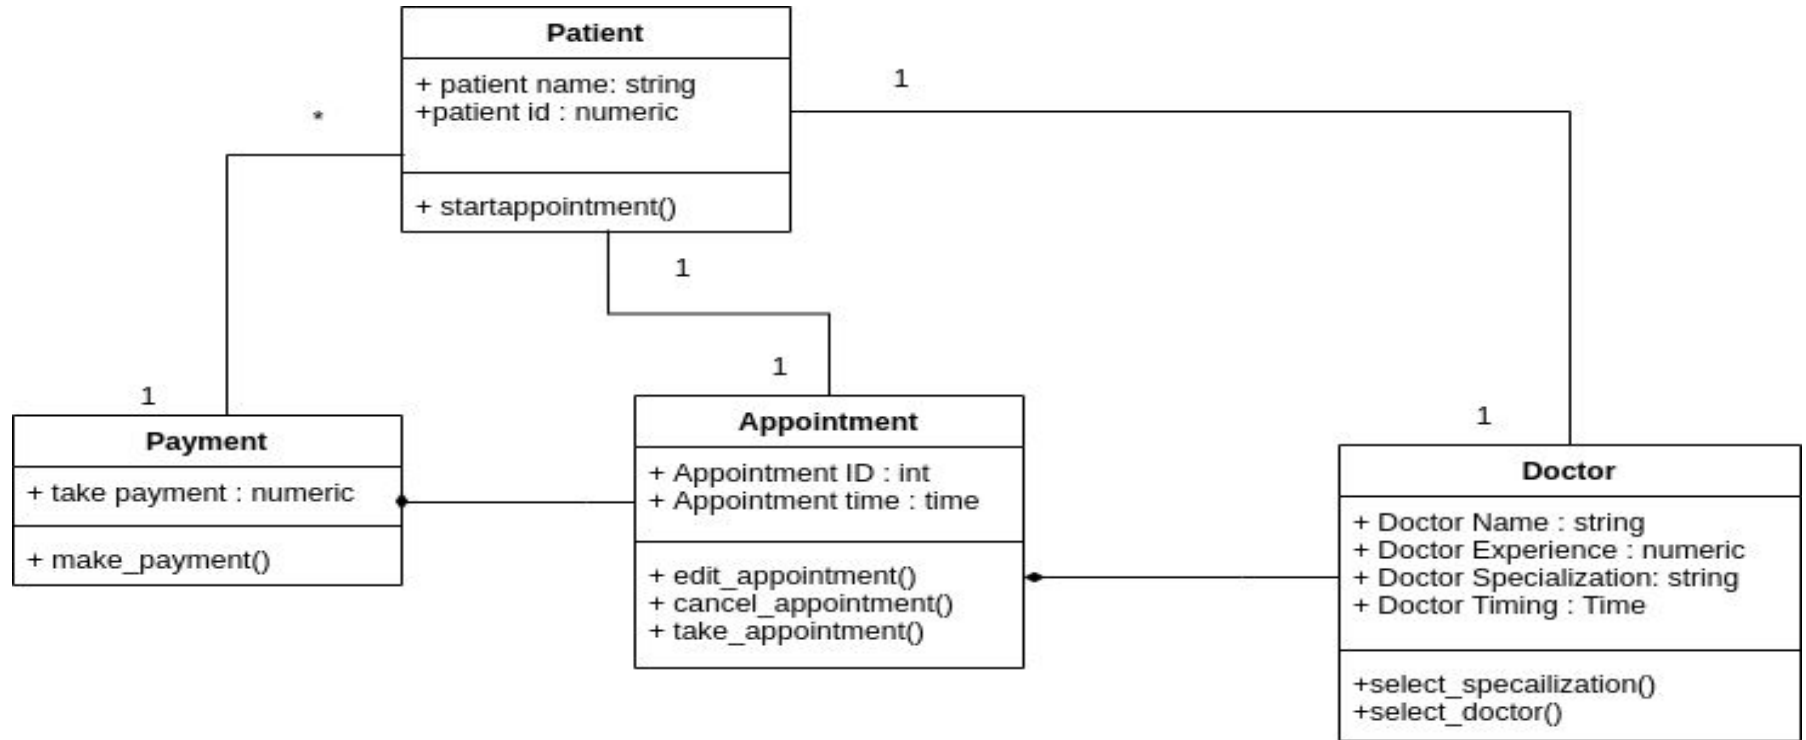 Patient
+ patient name: string
+patient id : numeric
+ startappointment()
1
*
1
1
1
1
Payment
+ take payment : numeric
+ make_payment()
Appointment
+ Appointment ID : int
+ Appointment time : time
+ edit_appointment()
+ cancel_appointment()
+ take_appointment()
Doctor
+ Doctor Name : string
+ Doctor Experience : numeric
+ Doctor Specialization: string
+ Doctor Timing : Time
+select_specailization()
+select_doctor()